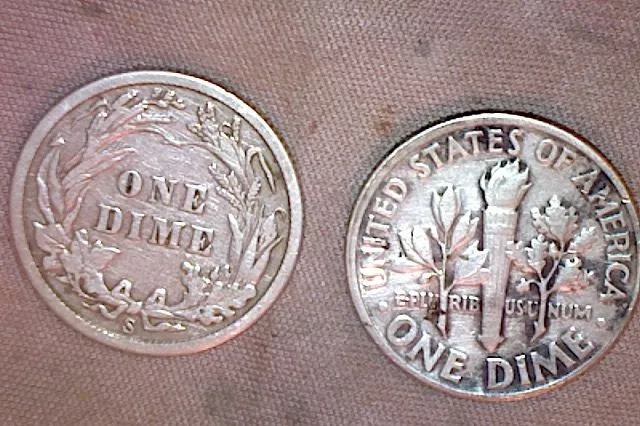 ONE
DIME
S
UNITED STATES OF AMERICA
· E PLURIBUS UNUM ·
ONE DIME